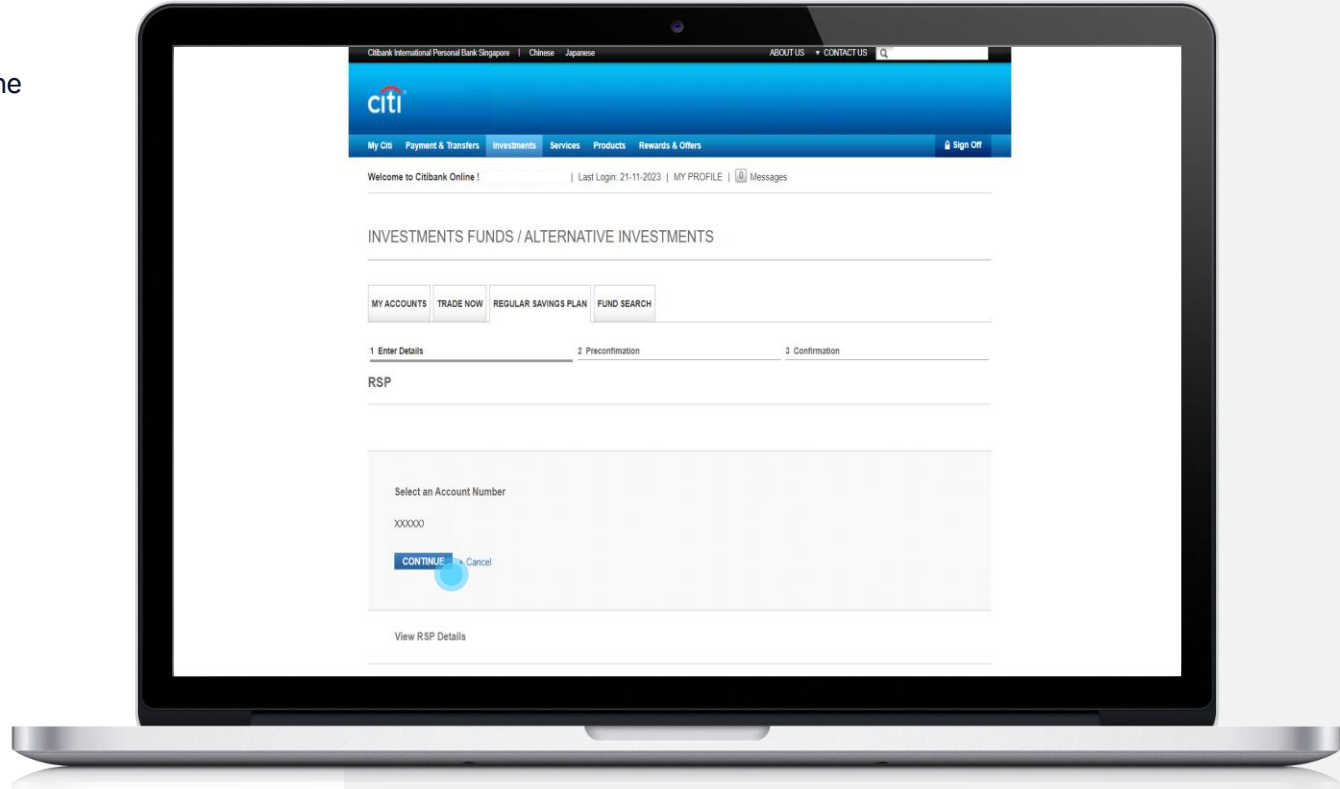 ne
Citibank International Personal Bank Singapore | Chinese Japanese ABOUT US ▾ CONTACT US
citi
My Citi Payment & Transfers Investments Services Products Rewards & Offers Sign Off
Welcome to Citibank Online ! | Last Login: 21-11-2023 | MY PROFILE | 0 Messages
INVESTMENTS FUNDS / ALTERNATIVE INVESTMENTS
MY ACCOUNTS TRADE NOW REGULAR SAVINGS PLAN FUND SEARCH
1 Enter Details 2 Preconfimation 3 Confirmation
RSP
Select an Account Number
XXXXX)
CONTINUE Cancel
View RSP Details